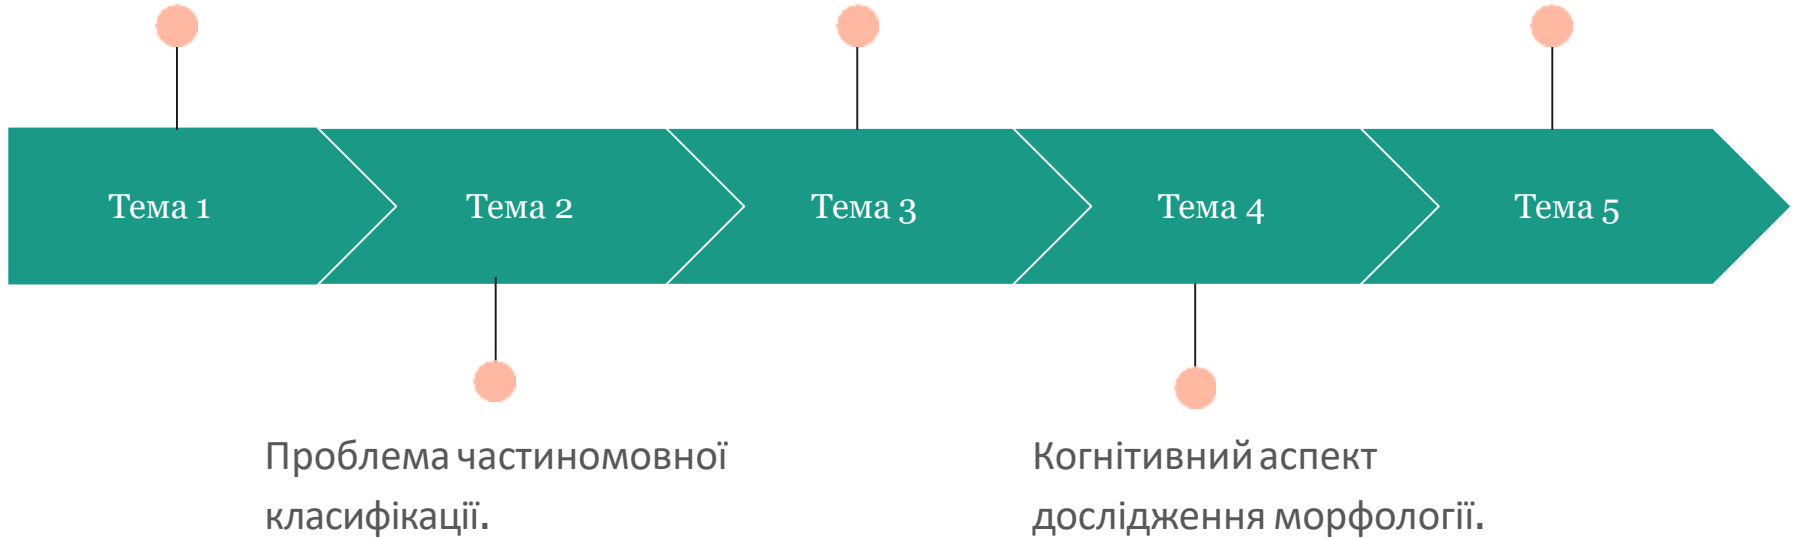 Тема 1
Тема 2
Тема 3
Тема 4
Тема 5
Проблема частиномовної
класифікації.
Когнітивний аспект
дослідження морфології.